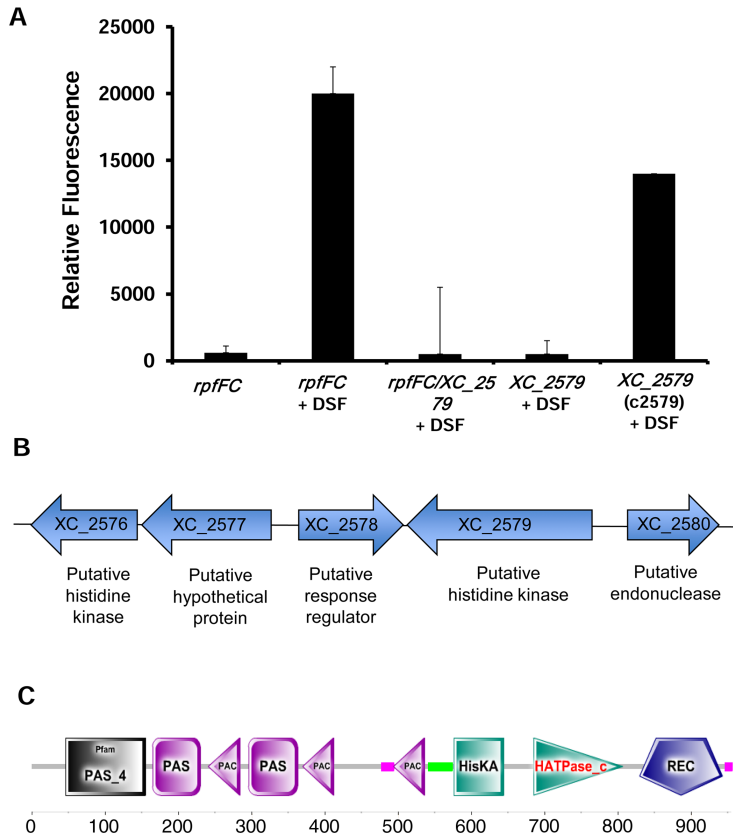 A
25000
20000
15000
10000
5000
0
Relative Fluorescence
rpfFC
rpfFC
+ DSF
rpfFC/XC_25
79
+ DSF
XC_2579
+ DSF
XC_2579
(c2579)
+ DSF
B
XC_2576 XC_2577 XC_2578 XC_2579 XC_2580
Putative
histidine
kinase
Putative
hypothetical
protein
Putative
response
regulator
Putative
histidine kinase
Putative
endonuclease
C
Pfam
PAS_4 PAS PAC PAS PAC PAC HisKA HATPase_c REC
0 100 200 300 400 500 600 700 800 900